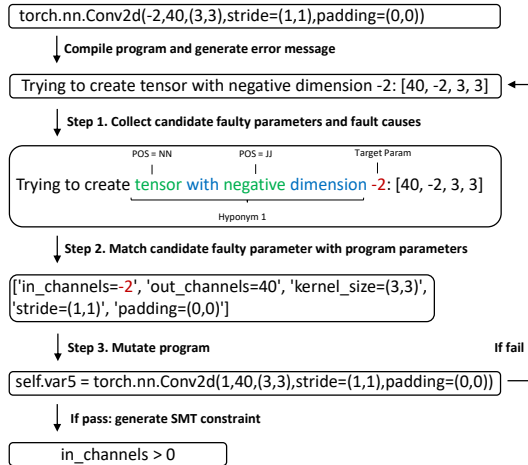 torch.nn.Conv2d(-2,40,(3,3),stride=(1,1),padding=(0,0))
Compile program and generate error message
Trying to create tensor with negative dimension -2: [40, -2, 3, 3]
Step 1. Collect candidate faulty parameters and fault causes
POS = NN POS = JJ Target Param
Trying to create tensor with negative dimension -2: [40, -2, 3, 3]
Hyponym 1
Step 2. Match candidate faulty parameter with program parameters
['in_channels=-2', 'out_channels=40', 'kernel_size=(3,3)',
'stride=(1,1)', 'padding=(0,0)']
Step 3. Mutate program
If fail
self.var5 = torch.nn.Conv2d(1,40,(3,3),stride=(1,1),padding=(0,0))
If pass: generate SMT constraint
in_channels > 0